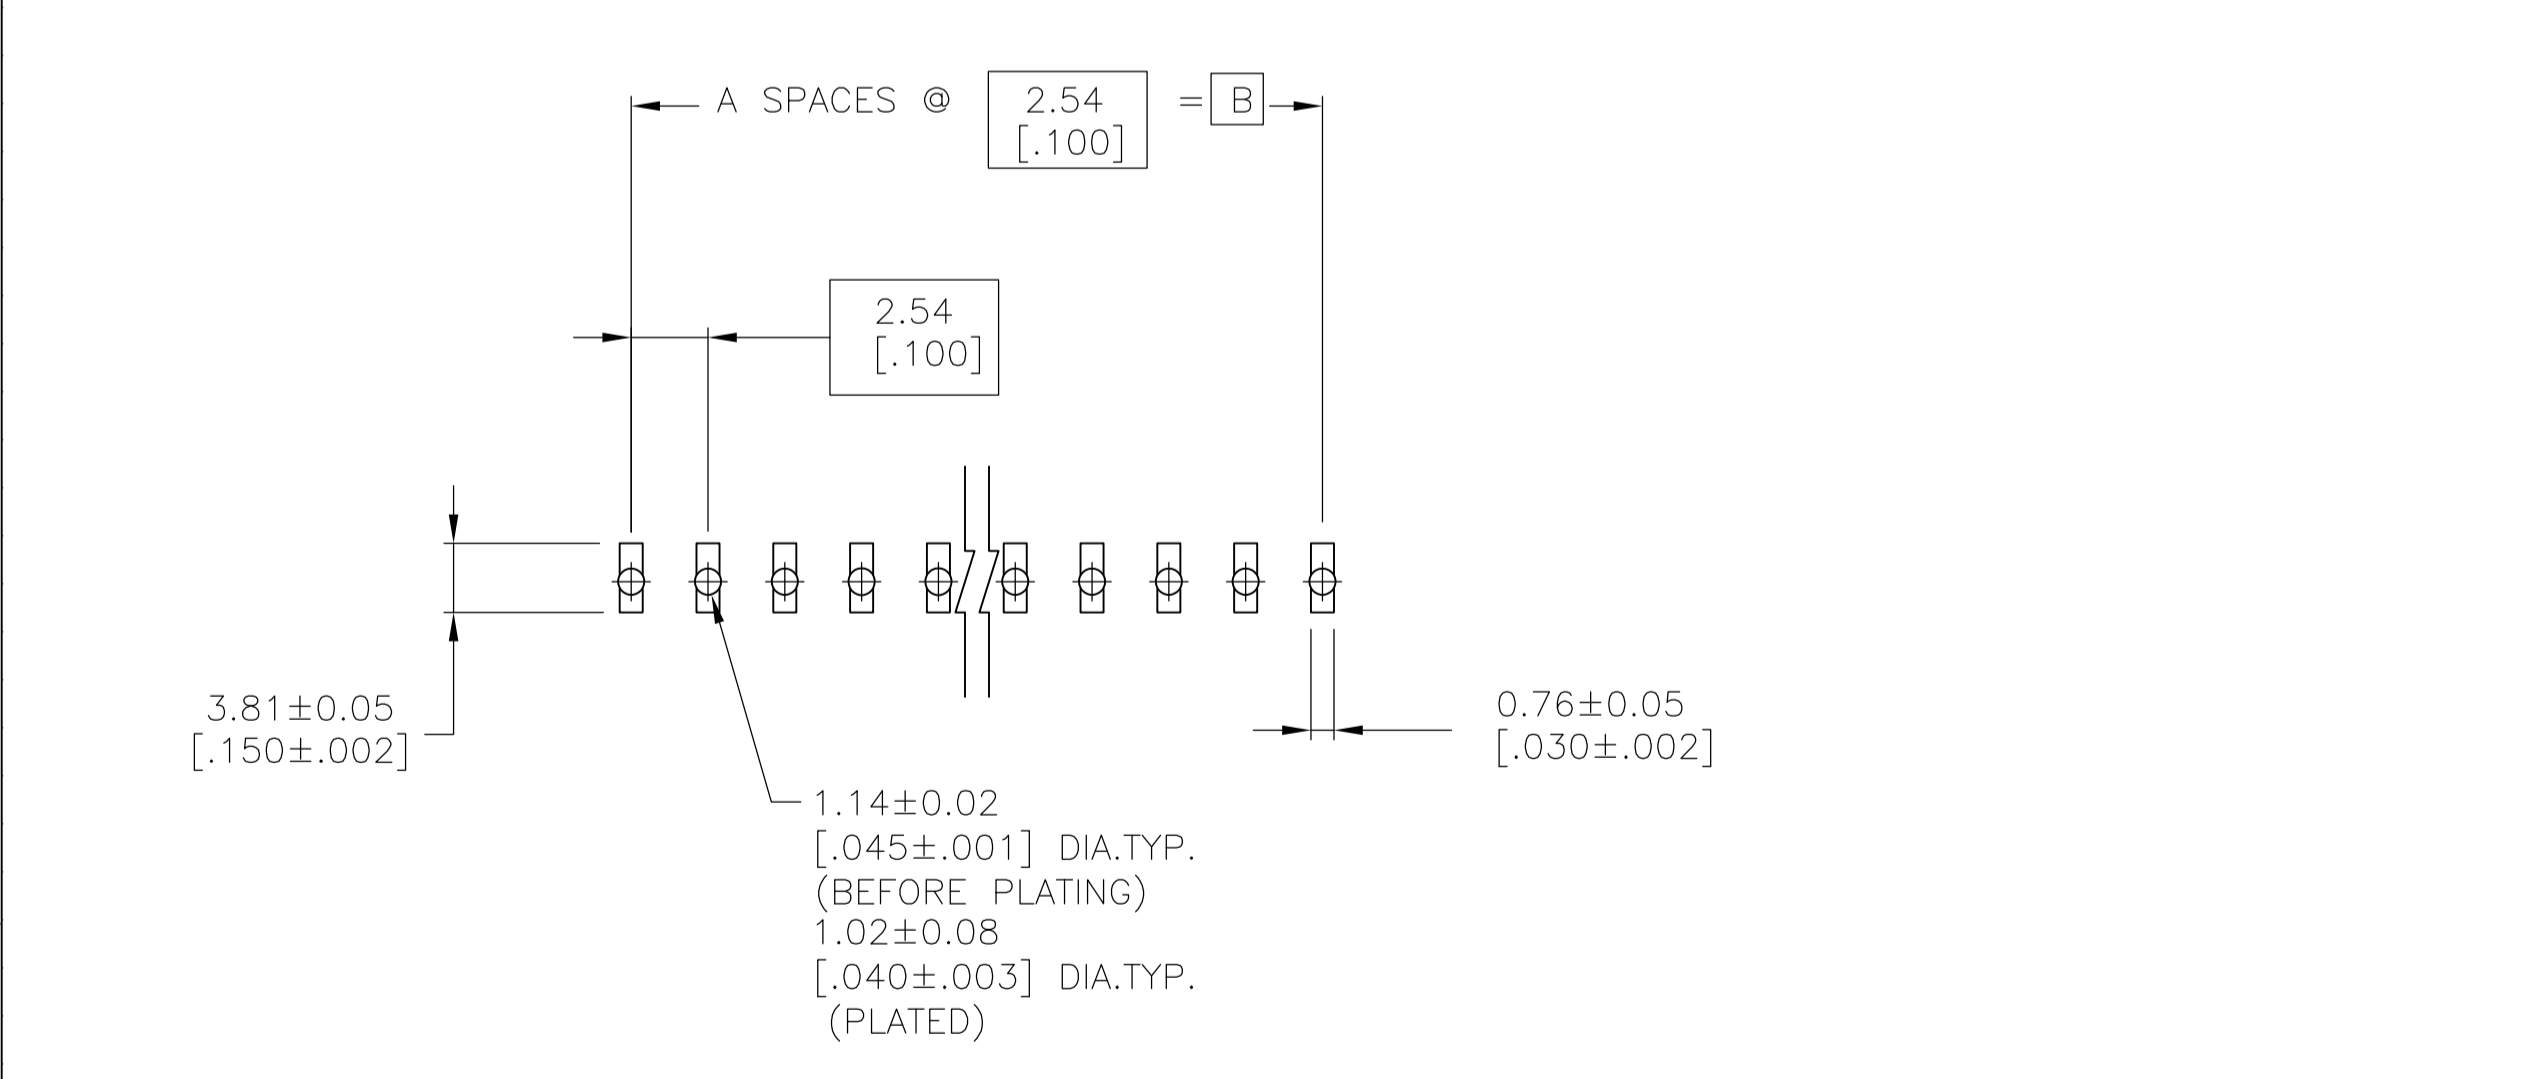 A SPACES @ 2.54 = B
[.100]
2.54
[.100]
3.81±0.05
[.150±.002]
0.76±0.05
[.030±.002]
1.14±0.02
[.045±.001] DIA.TYP.
(BEFORE PLATING)
1.02±0.08
[.040±.003] DIA.TYP.
(PLATED)